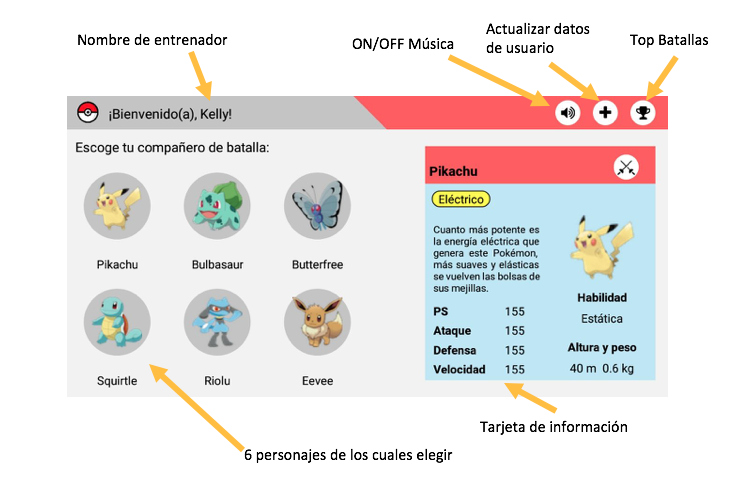 Nombre de entrenador
ON/OFF Música
Actualizar datos
de usuario
Top Batallas
¡Bienvenido(a), Kelly!
Escoge tu compañero de batalla:
Pikachu
Bulbasaur
Butterfree
Squirtle
Riolu
Eevee
Pikachu
Eléctrico
Cuanto más potente es
la energía eléctrica que
genera este Pokémon,
más suaves y elásticas
se vuelven las bolsas de
sus mejillas.
PS 155
Ataque 155
Defensa 155
Velocidad 155
Habilidad
Estática
Altura y peso
40 m 0.6 kg
Tarjeta de información
6 personajes de los cuales elegir